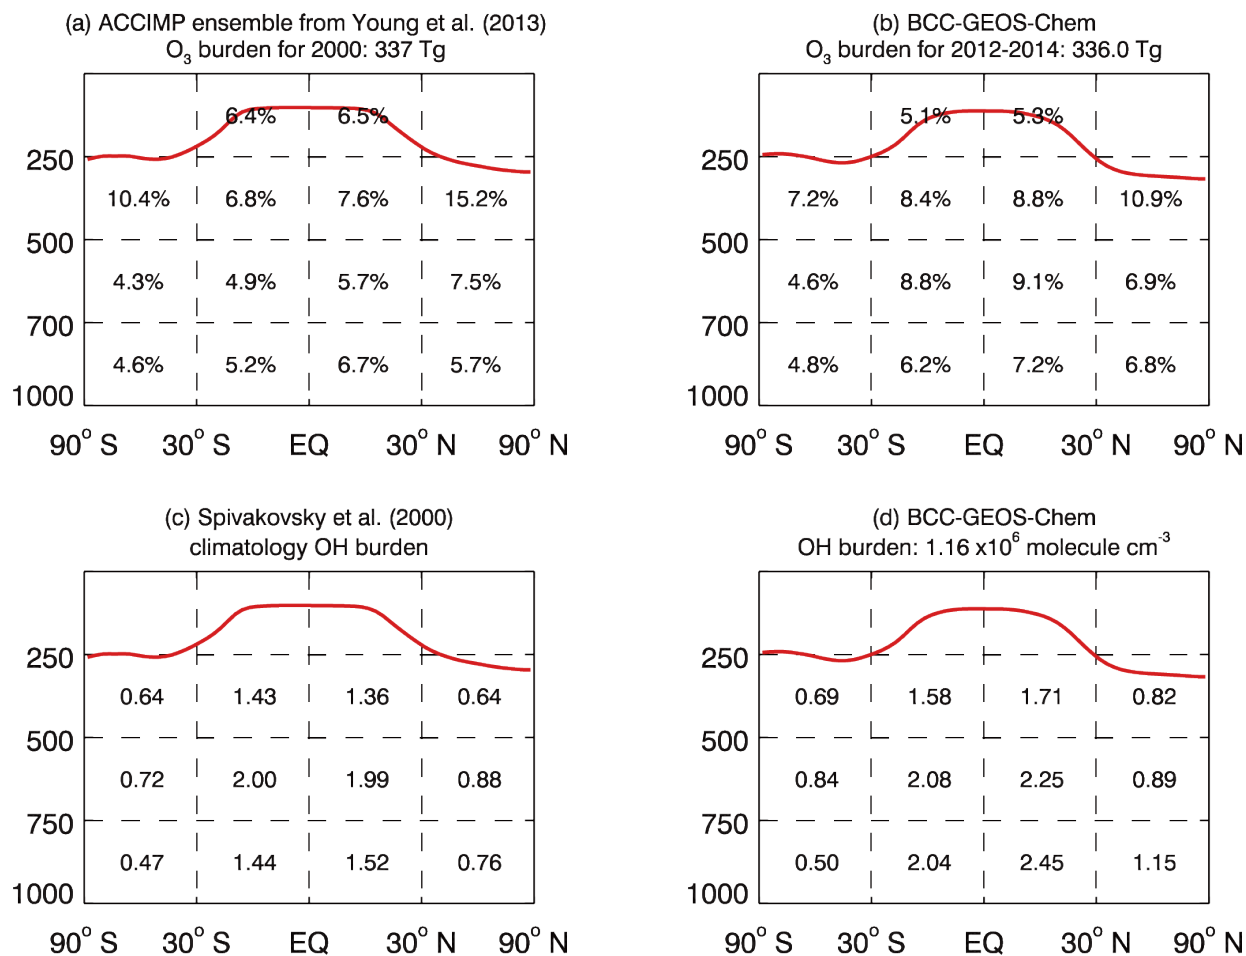 (a) ACCIMP ensemble from Young et al. (2013)
O3 burden for 2000: 337 Tg
6.4% 6.5%
250
10.4% 6.8% 7.6% 15.2%
500
4.3% 4.9% 5.7% 7.5%
700
4.6% 5.2% 6.7% 5.7%
1000
90° S 30° S EQ 30° N 90° N
(b) BCC-GEOS-Chem
O3 burden for 2012-2014: 336.0 Tg
5.1% 5.3%
250
7.2% 8.4% 8.8% 10.9%
500
4.6% 8.8% 9.1% 6.9%
700
4.8% 6.2% 7.2% 6.8%
1000
90° S 30° S EQ 30° N 90° N
(c) Spivakovsky et al. (2000)
climatology OH burden
250
0.64 1.43 1.36 0.64
500
0.72 2.00 1.99 0.88
750
0.47 1.44 1.52 0.76
1000
90° S 30° S EQ 30° N 90° N
(d) BCC-GEOS-Chem
OH burden: 1.16 x10^6 molecule cm^-3
250
0.69 1.58 1.71 0.82
500
0.84 2.08 2.25 0.89
750
0.50 2.04 2.45 1.15
1000
90° S 30° S EQ 30° N 90° N